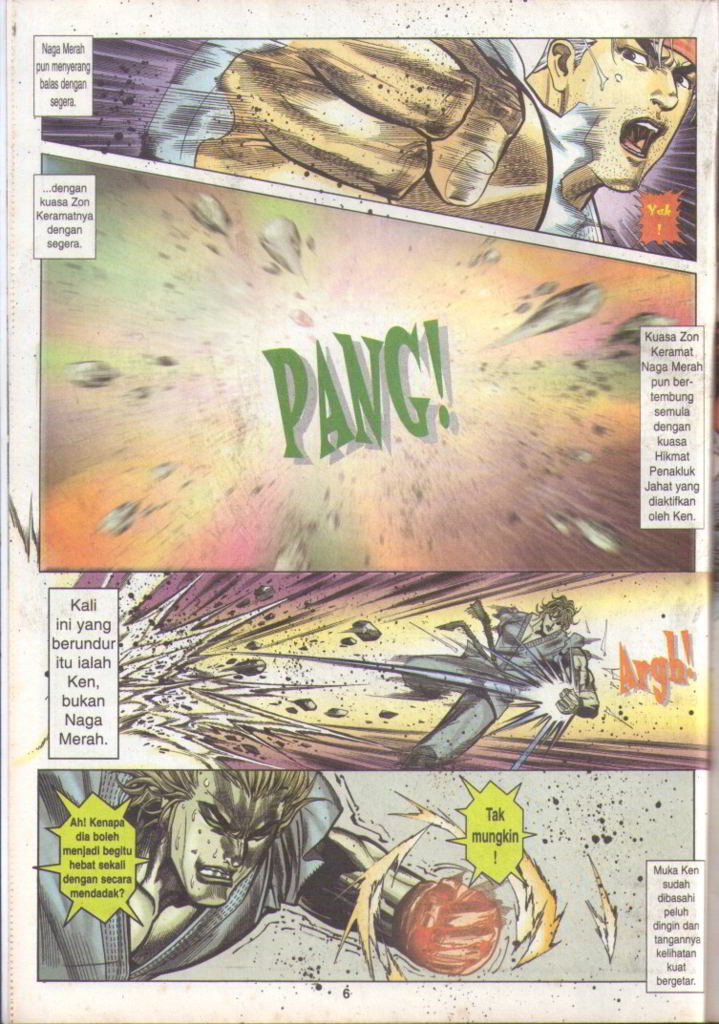 Naga Merah
pun menyerang
balas dengan
segera.
Yah
!
...dengan
kuasa Zon
Keramatnya
dengan
segera.
PANG!
Kuasa Zon
Keramat
Naga Merah
pun ber-
tembung
semula
dengan
kuasa
Hikmat
Penakluk
Jahat yang
diaktifkan
oleh Ken.
Kali
ini yang
berundur
itu ialah
Ken,
bukan
Naga
Merah.
Argh!
Ah! Kenapa
dia boleh
menjadi begitu
hebat sekali
dengan secara
mendadak?
Tak
mungkin
!
Muka Ken
sudah
dibasahi
peluh
dingin dan
tangannya
kelihatan
kuat
bergetar.
6